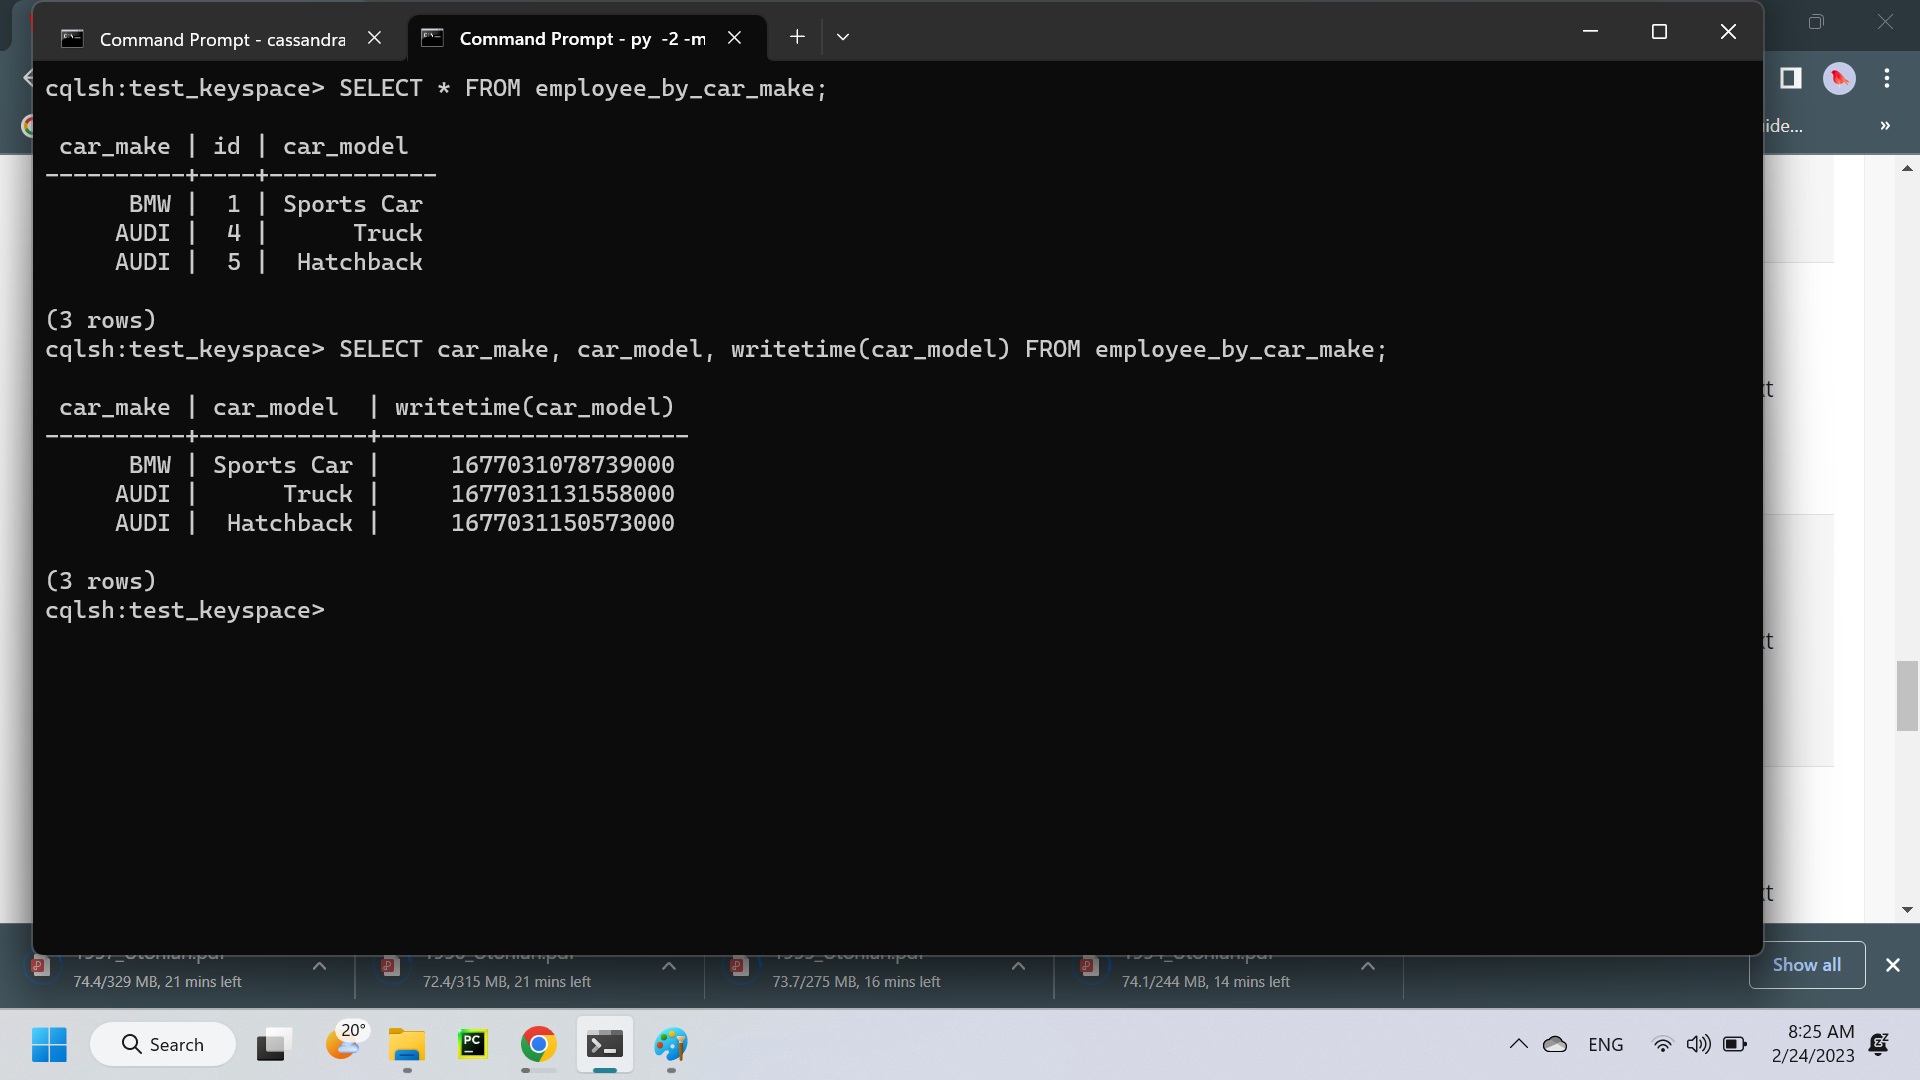 Command Prompt - cassandra
Command Prompt - py -2 -m
cqlsh:test_keyspace> SELECT * FROM employee_by_car_make;
car_make | id | car_model
----------+----+------------
BMW | 1 | Sports Car
AUDI | 4 | Truck
AUDI | 5 | Hatchback
(3 rows)
cqlsh:test_keyspace> SELECT car_make, car_model, writetime(car_model) FROM employee_by_car_make;
car_make | car_model | writetime(car_model)
----------+------------+----------------------
BMW | Sports Car | 1677031078739000
AUDI | Truck | 1677031131558000
AUDI | Hatchback | 1677031150573000
(3 rows)
cqlsh:test_keyspace>
ide...
74.4/329 MB, 21 mins left
72.4/315 MB, 21 mins left
73.7/275 MB, 16 mins left
74.1/244 MB, 14 mins left
Show all
Search
20°
PC
ENG
8:25 AM
2/24/2023